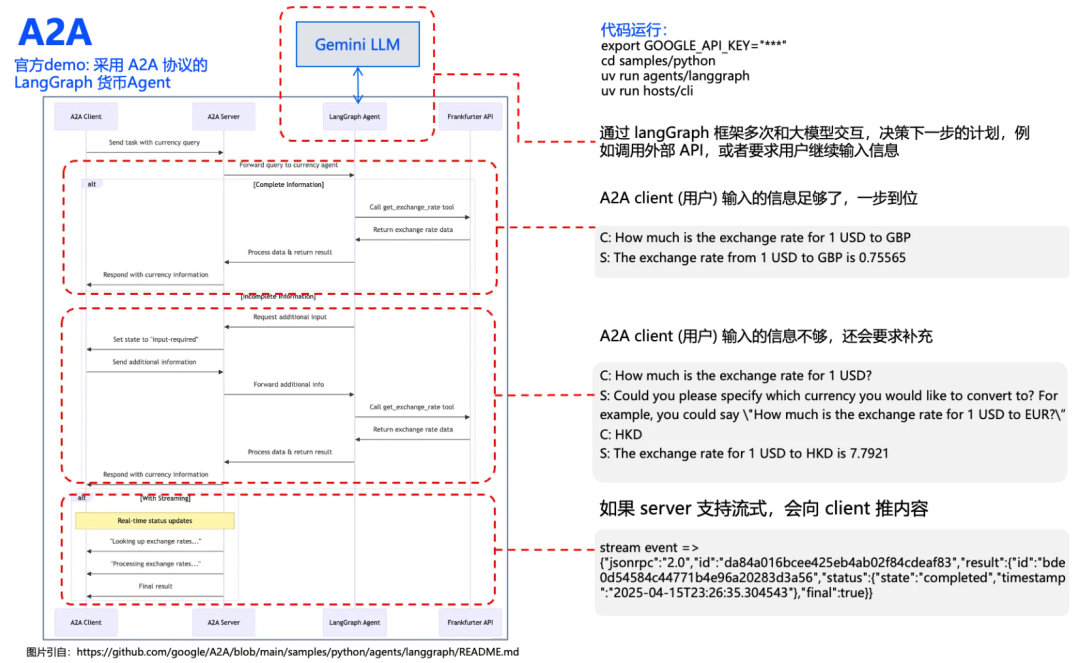 A2A
官方demo: 采用 A2A 协议的
LangGraph 货币Agent
Gemini LLM
A2A Client
A2A Server
LangGraph Agent
Frankfurter API
Send task with currency query
Forward query to currency agent
alt
[Complete Information]
Call get_exchange_rate tool
Return exchange rate data
Process data & return result
Respond with currency information
[Incomplete Information]
Request additional input
Set state to "input-required"
Send additional information
Forward additional info
Call get_exchange_rate tool
Return exchange rate data
Process data & return result
Respond with currency information
alt
[With Streaming]
Real-time status updates
"Looking up exchange rates..."
"Processing exchange rates..."
Final result
A2A Client
A2A Server
LangGraph Agent
Frankfurter API
图片引自：https://github.com/google/A2A/blob/main/samples/python/agents/langgraph/README.md
代码运行：
export GOOGLE_API_KEY="***"
cd samples/python
uv run agents/langgraph
uv run hosts/cli
通过 langGraph 框架多次和大模型交互，决策下一步的计划，例
如调用外部 API，或者要求用户继续输入信息
A2A client (用户) 输入的信息足够了，一步到位
C: How much is the exchange rate for 1 USD to GBP
S: The exchange rate from 1 USD to GBP is 0.75565
A2A client (用户) 输入的信息不够，还会要求补充
C: How much is the exchange rate for 1 USD?
S: Could you please specify which currency you would like to convert to? For
example, you could say \"How much is the exchange rate for 1 USD to EUR?\"
C: HKD
S: The exchange rate for 1 USD to HKD is 7.7921
如果 server 支持流式，会向 client 推内容
stream event =>
{"jsonrpc":"2.0","id":"da84a016bcee425eb4ab02f84cdeaf83","result":{"id":"bde
0d54584c44771b4e96a20283d3a56","status":{"state":"completed","timestamp
":"2025-04-15T23:26:35.304543"},"final":true}}